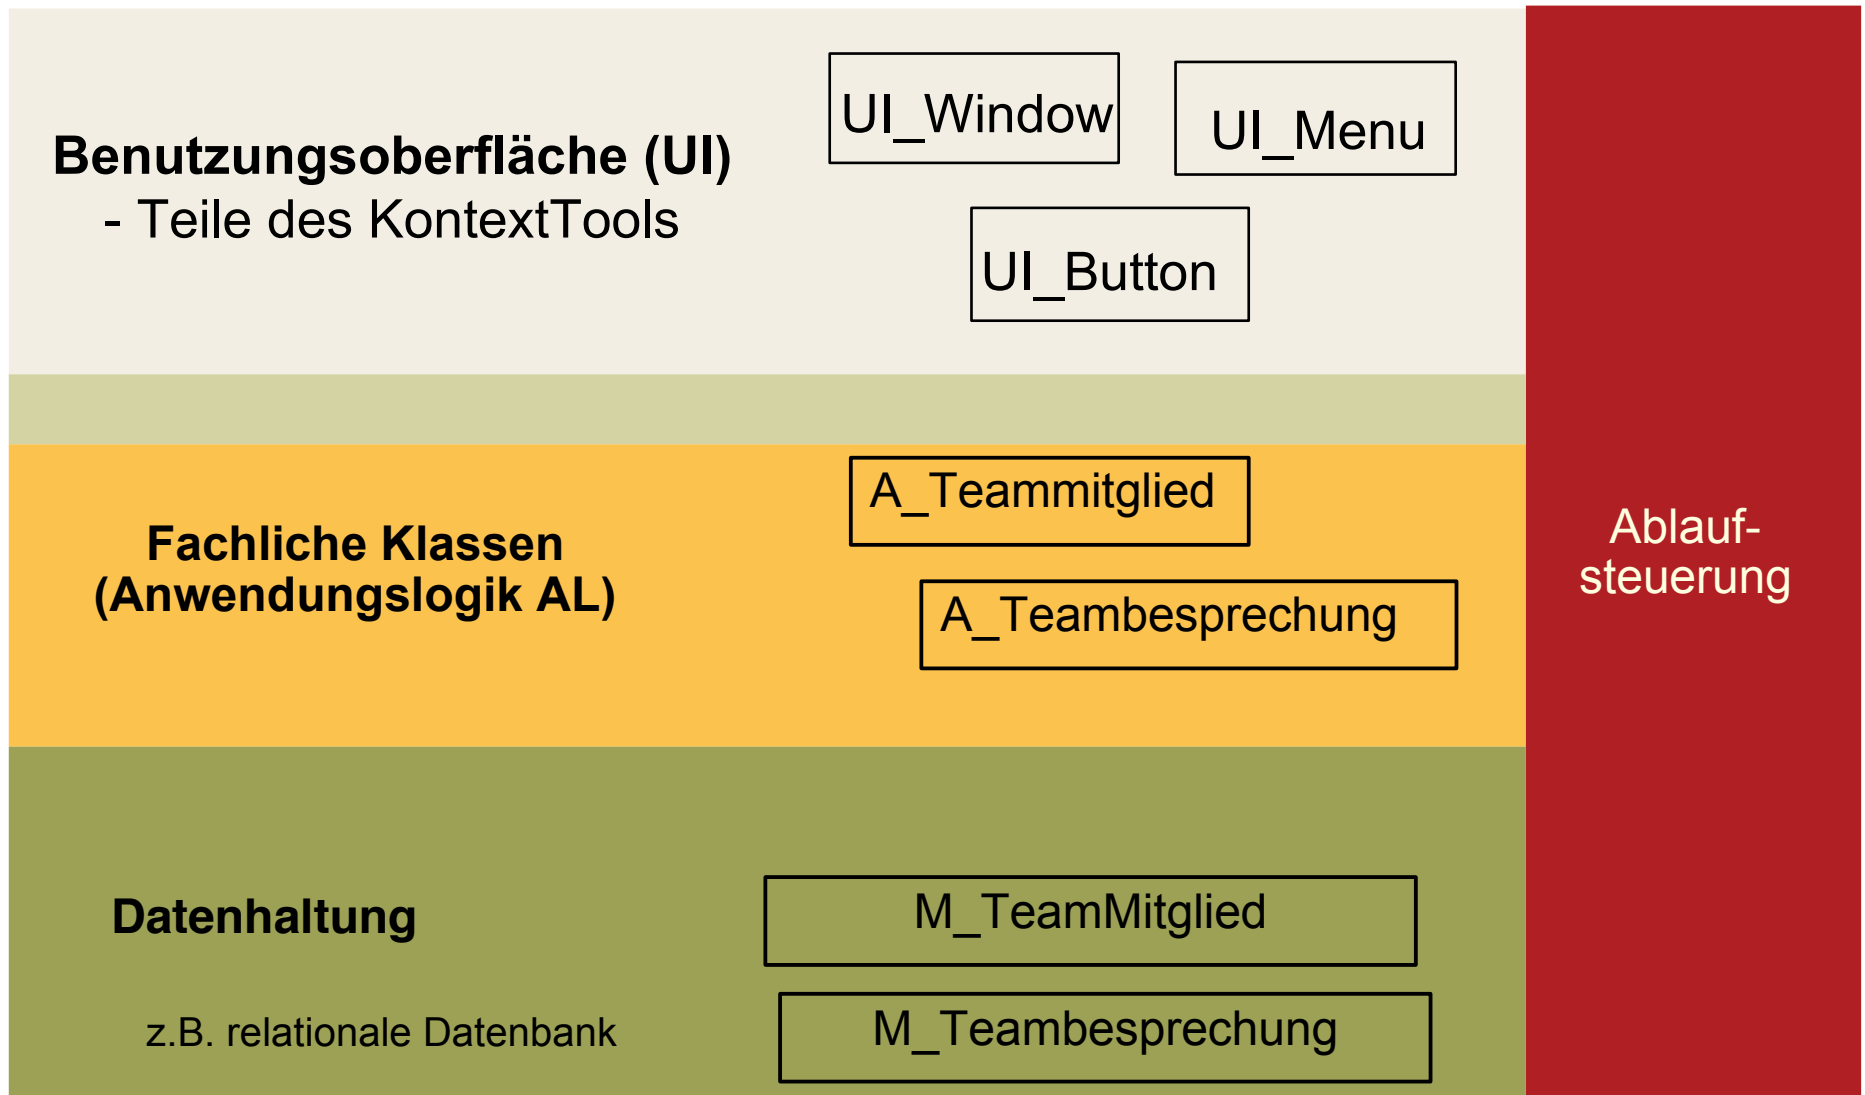 Benutzungsoberfläche (UI)
- Teile des KontextTools
UI_Window
UI_Menu
UI_Button
Fachliche Klassen
(Anwendungslogik AL)
A_Teammitglied
A_Teambesprechung
Datenhaltung
z.B. relationale Datenbank
M_TeamMitglied
M_Teambesprechung
Ablauf-
steuerung